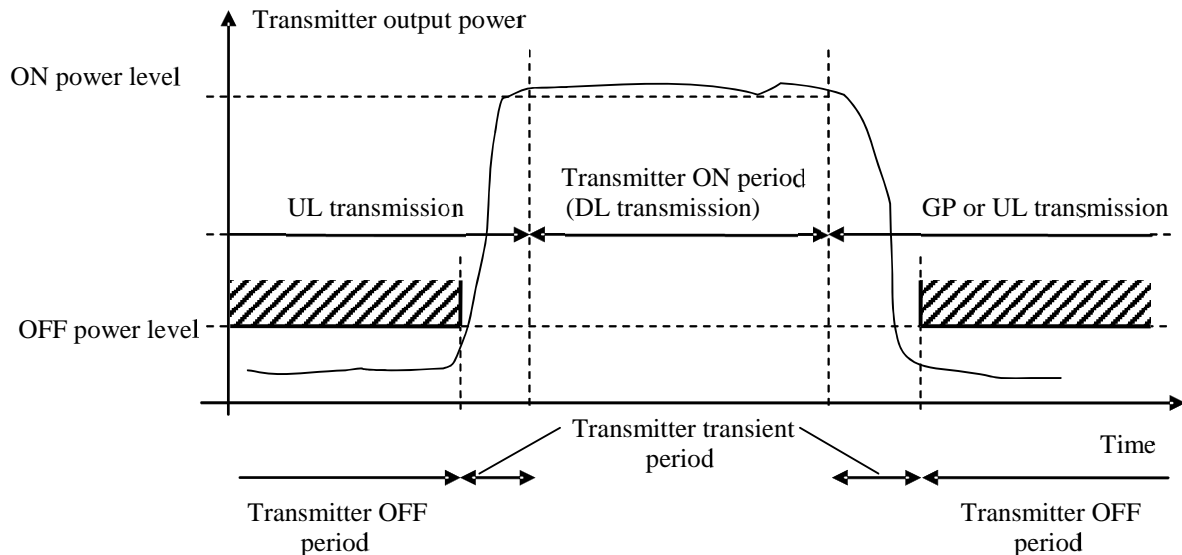 Transmitter output power
ON power level
Transmitter ON period
(DL transmission)
UL transmission
GP or UL transmission
OFF power level
Transmitter transient
period
Time
Transmitter OFF
period
Transmitter OFF
period